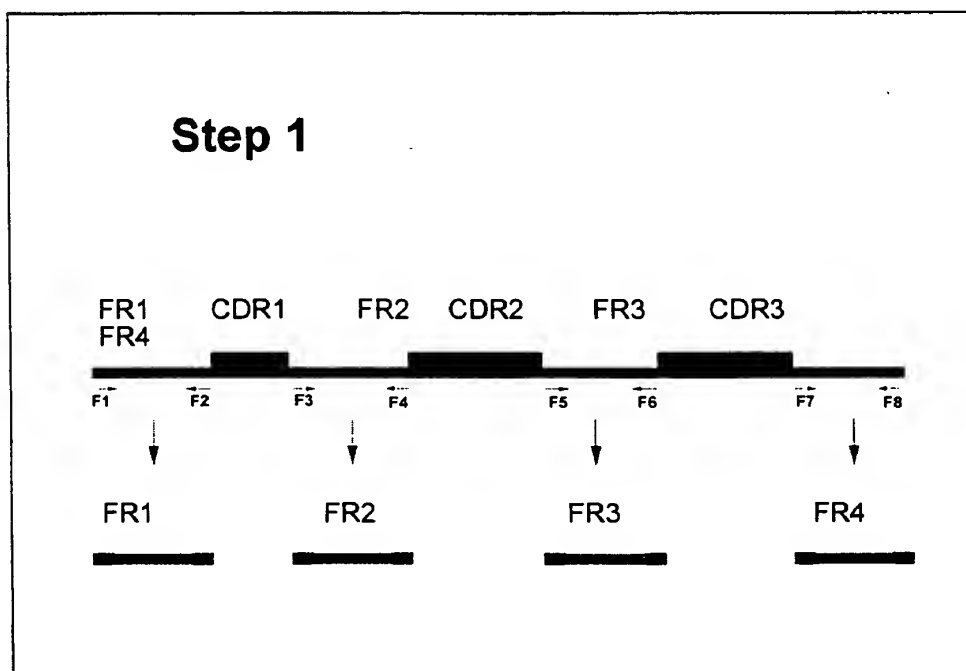 Step 1
FR1 CDR1 FR2 CDR2 FR3 CDR3
FR4
F1 F2 F3 F4 F5 F6 F7 F8
FR1 FR2 FR3 FR4